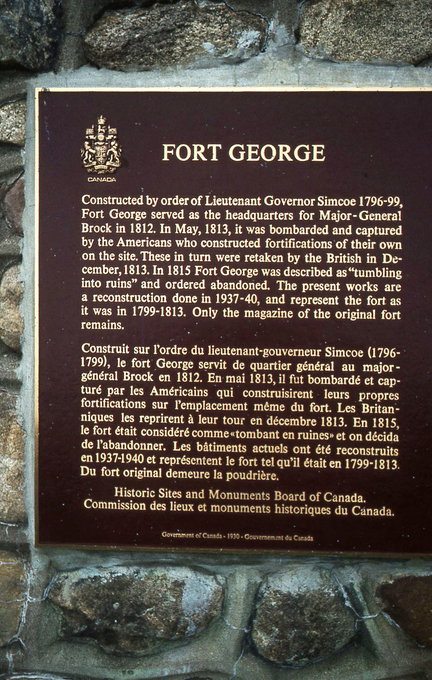 CANADA
FORT GEORGE
Constructed by order of Lieutenant Governor Simcoe 1796-99,
Fort George served as the headquarters for Major-General
Brock in 1812. In May, 1813, it was bombarded and captured
by the Americans who constructed fortifications of their own
on the site. These in turn were retaken by the British in De-
cember, 1813. In 1815 Fort George was described as "tumbling
into ruins" and ordered abandoned. The present works are
a reconstruction done in 1937-40, and represent the fort as
it was in 1799-1813. Only the magazine of the original fort
remains.
Construit sur l'ordre du lieutenant-gouverneur Simcoe (1796-
1799), le fort George servit de quartier général au major-
général Brock en 1812. En mai 1813, il fut bombardé et cap-
turé par les Américains qui construisirent leurs propres
fortifications sur l'emplacement même du fort. Les Britan-
niques les reprirent à leur tour en décembre 1813. En 1815,
le fort était considéré comme «tombant en ruines» et on décida
de l'abandonner. Les bâtiments actuels ont été reconstruits
en 1937-1940 et représentent le fort tel qu'il était en 1799-1813.
Du fort original demeure la poudrière.
Historic Sites and Monuments Board of Canada.
Commission des lieux et monuments historiques du Canada.
Government of Canada - 1930 - Gouvernement du Canada